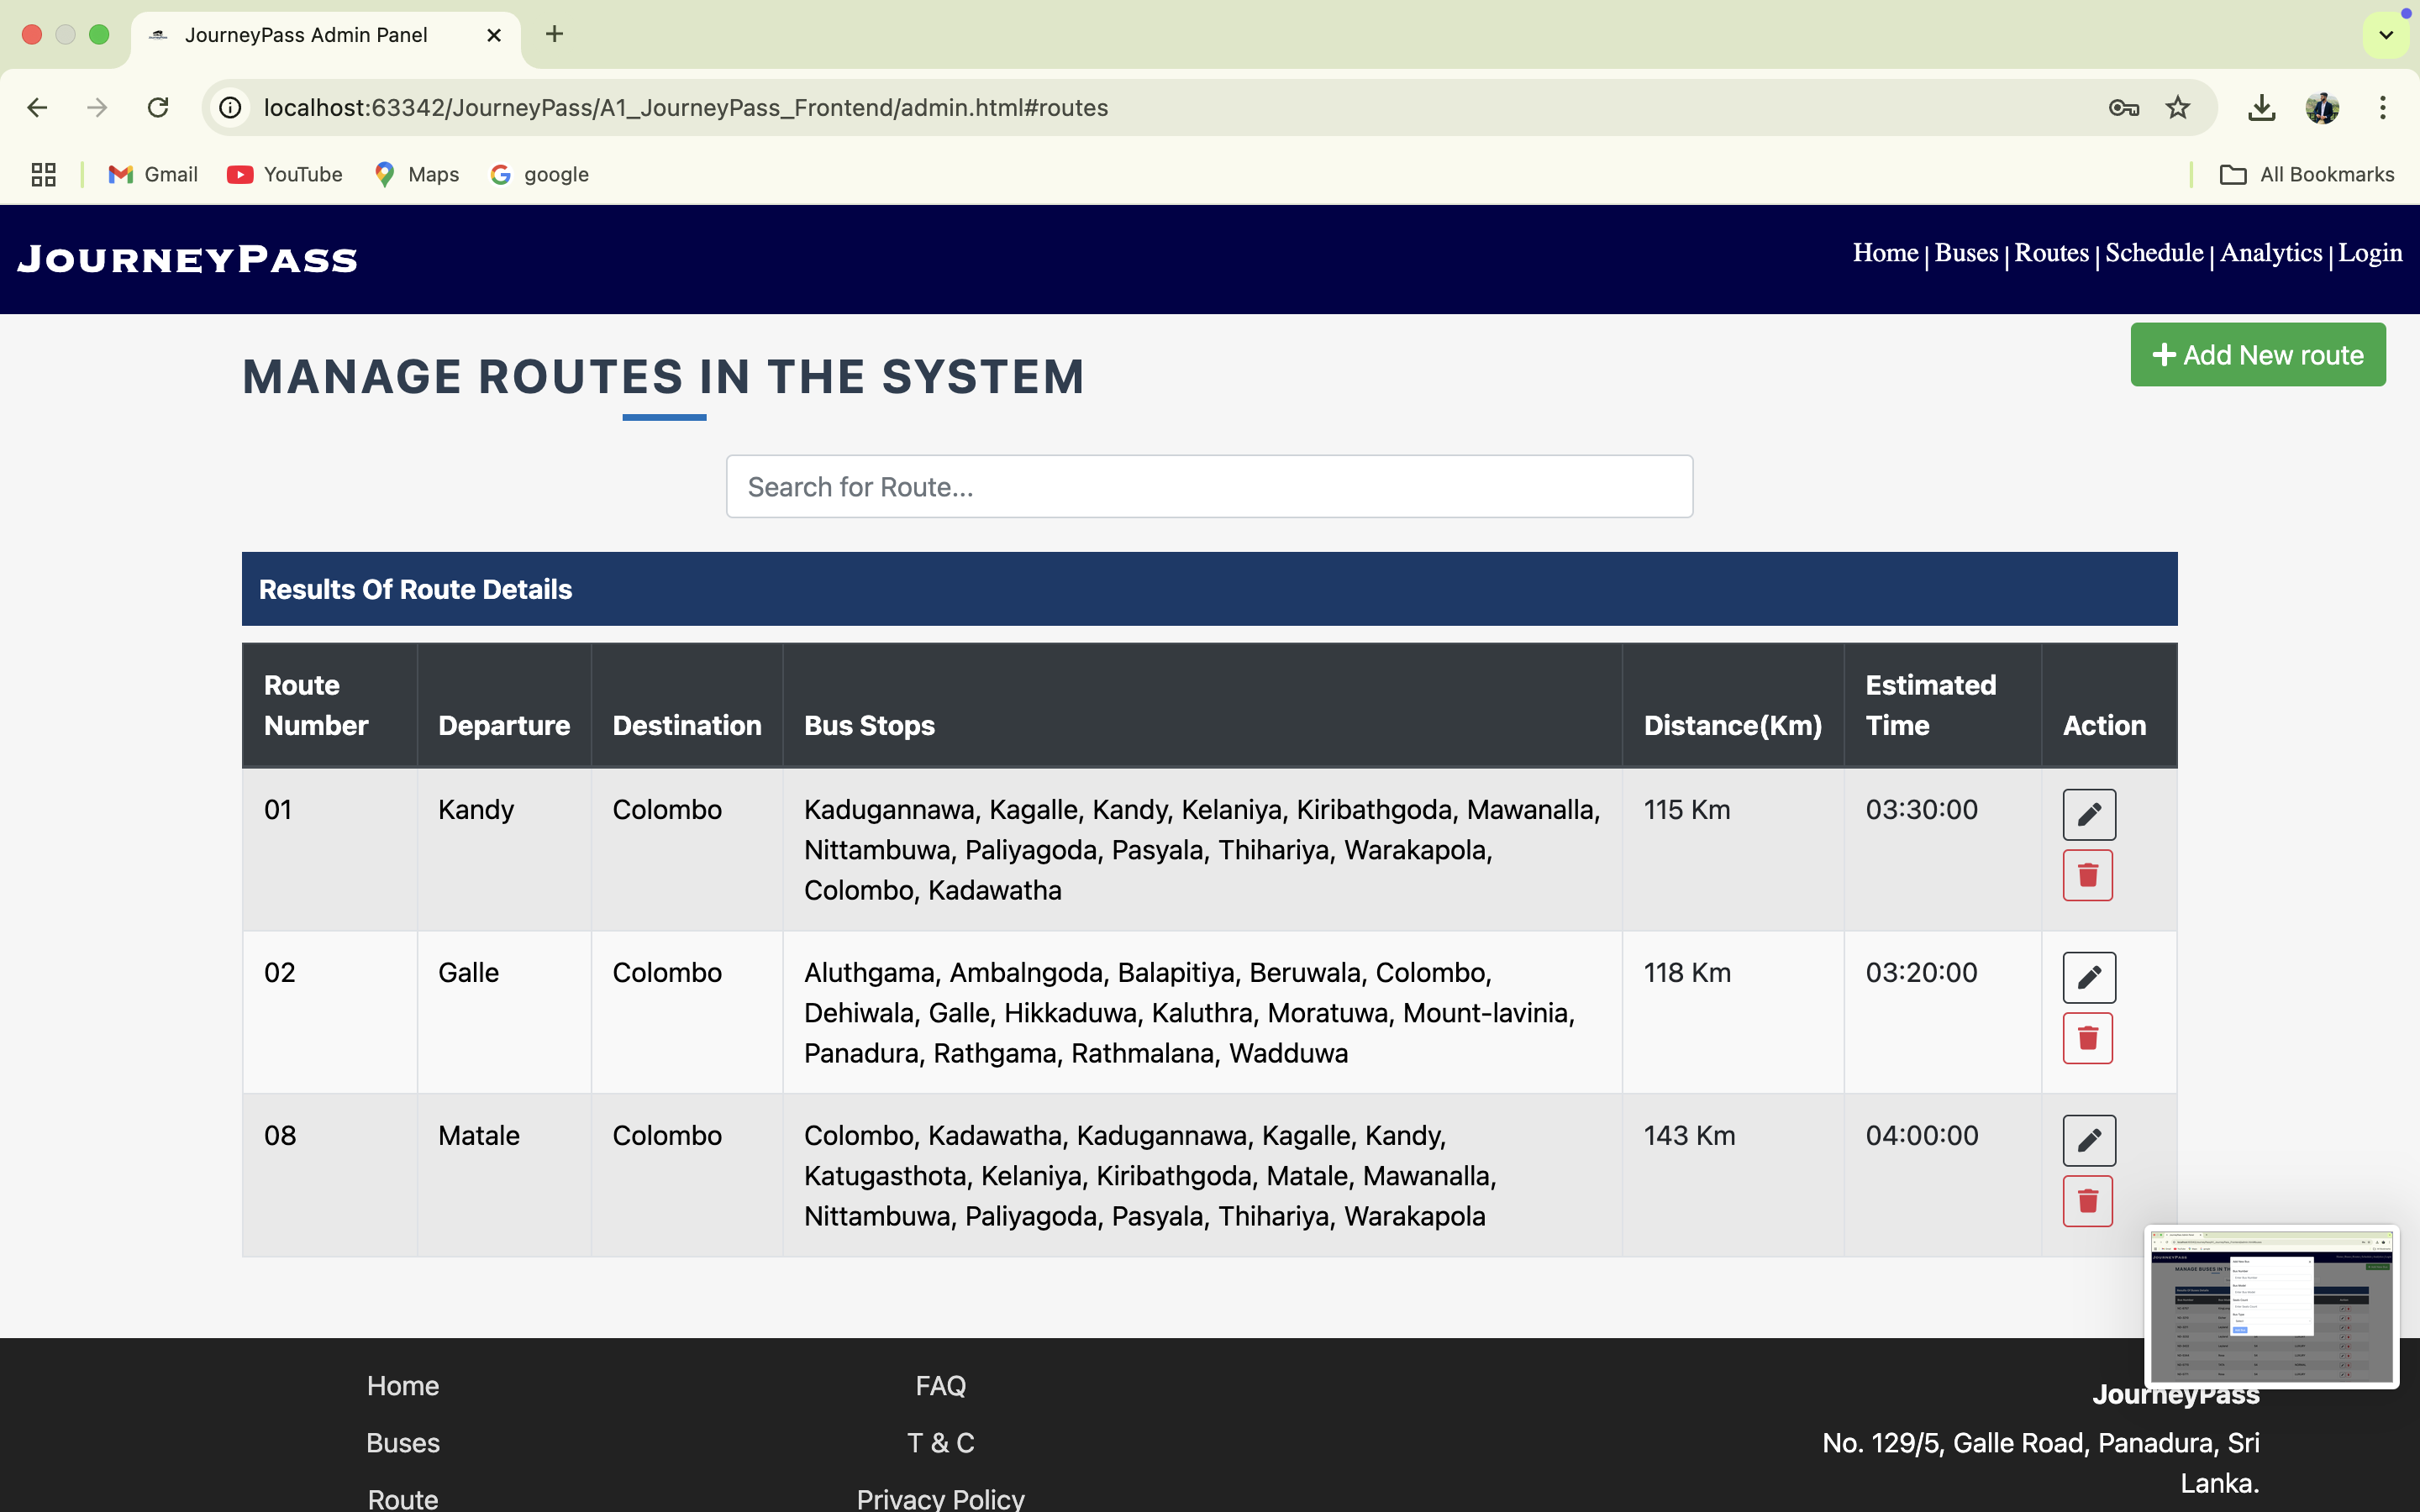 JourneyPass Admin Panel
localhost:63342/JourneyPass/A1_JourneyPass_Frontend/admin.html#routes
Gmail YouTube Maps google All Bookmarks
JourneyPass
Home | Buses | Routes | Schedule | Analytics | Login
MANAGE ROUTES IN THE SYSTEM
Add New route
Search for Route...
Results Of Route Details
Route Number Departure Destination Bus Stops Distance(Km) Estimated Time Action
01 Kandy Colombo Kadugannawa, Kagalle, Kandy, Kelaniya, Kiribathgoda, Mawanalla, 115 Km 03:30:00
Nittambuwa, Paliyagoda, Pasyala, Thihariya, Warakapola,
Colombo, Kadawatha
02 Galle Colombo Aluthgama, Ambalngoda, Balapitiya, Beruwala, Colombo, 118 Km 03:20:00
Dehiwala, Galle, Hikkaduwa, Kaluthra, Moratuwa, Mount-lavinia,
Panadura, Rathgama, Rathmalana, Wadduwa
08 Matale Colombo Colombo, Kadawatha, Kadugannawa, Kagalle, Kandy, 143 Km 04:00:00
Katugasthota, Kelaniya, Kiribathgoda, Matale, Mawanalla,
Nittambuwa, Paliyagoda, Pasyala, Thihariya, Warakapola
Home FAQ JourneyPass
Buses T & C No. 129/5, Galle Road, Panadura, Sri
Lanka.
Route Privacy Policy